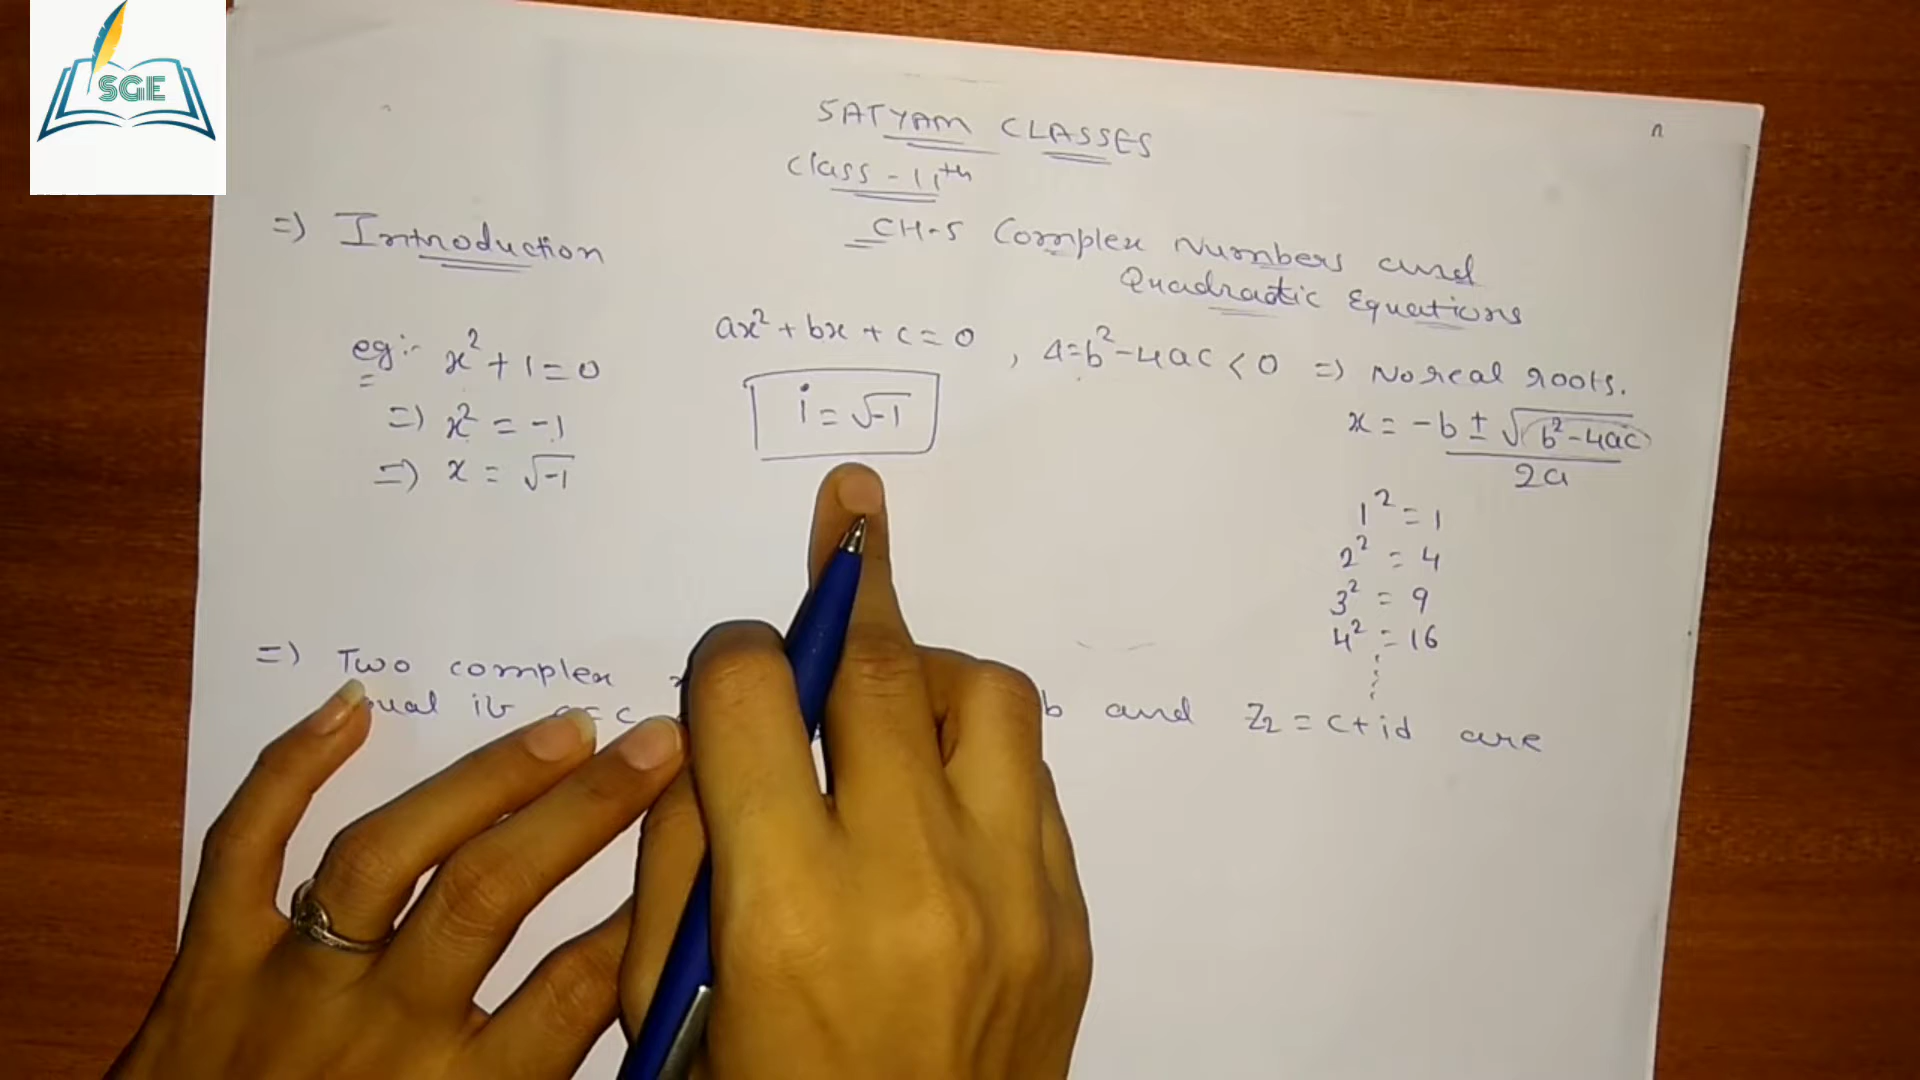 SGE
SATYAM CLASSES
Class - 11th
=) Introduction
CH-5 Complex Numbers and
Quadratic Equations
eg:- x² + 1 = 0
=) x² = -1
=) x = √-1
ax² + bx + c = 0 , Δ=b²-4ac < 0 =) No real roots.
i = √-1
x = -b ± √b²-4ac
2a
1² = 1
2² = 4
3² = 9
4² = 16
=) Two complex
b and Z₂ = c+id are
equal if a=c